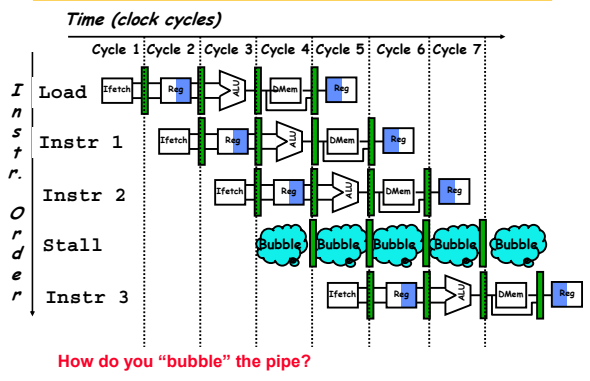 Time (clock cycles)
Cycle 1 Cycle 2 Cycle 3 Cycle 4 Cycle 5 Cycle 6 Cycle 7
Instr. Order
Load Ifetch Reg ALU DMem Reg
Instr 1 Ifetch Reg ALU DMem Reg
Instr 2 Ifetch Reg ALU DMem Reg
Stall Bubble Bubble Bubble Bubble Bubble
Instr 3 Ifetch Reg ALU DMem Reg
How do you “bubble” the pipe?